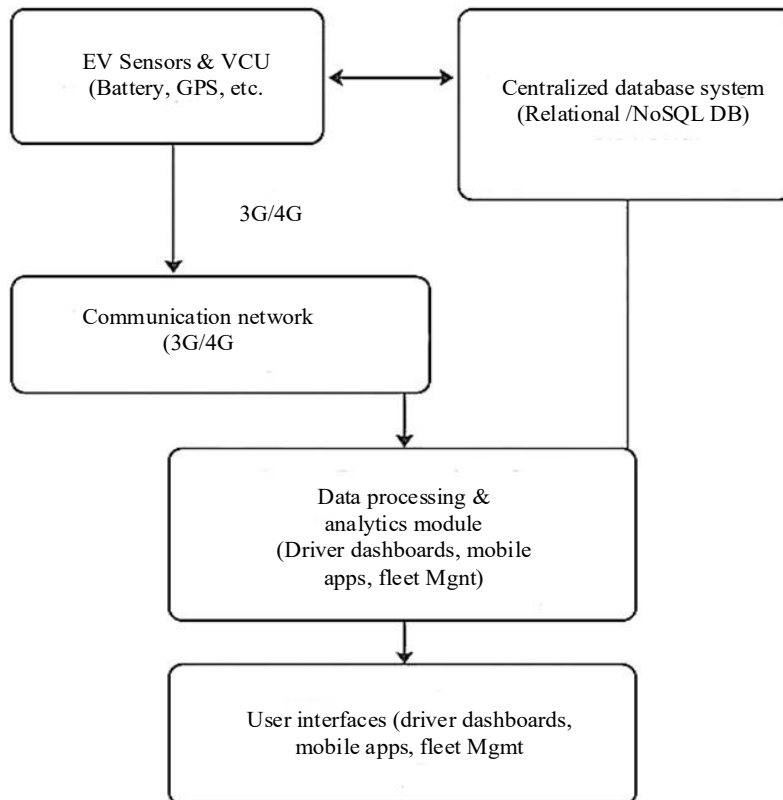 EV Sensors & VCU
(Battery, GPS, etc.
Centralized database system
(Relational /NoSQL DB)
3G/4G
Communication network
(3G/4G
Data processing &
analytics module
(Driver dashboards, mobile
apps, fleet Mgnt)
User interfaces (driver dashboards,
mobile apps, fleet Mgmt